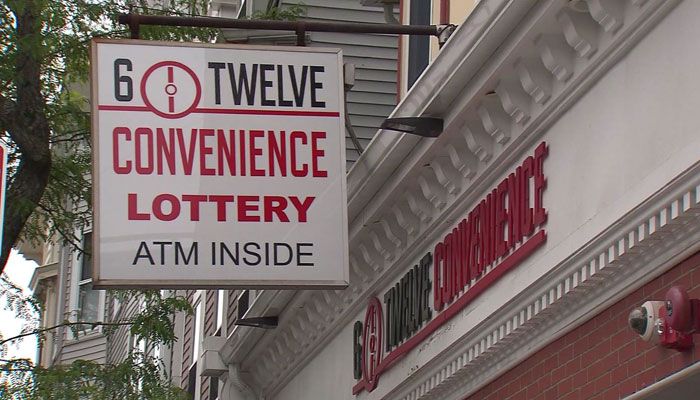 6 TWELVE
CONVENIENCE
LOTTERY
ATM INSIDE
6 TWELVE CONVENIENCE